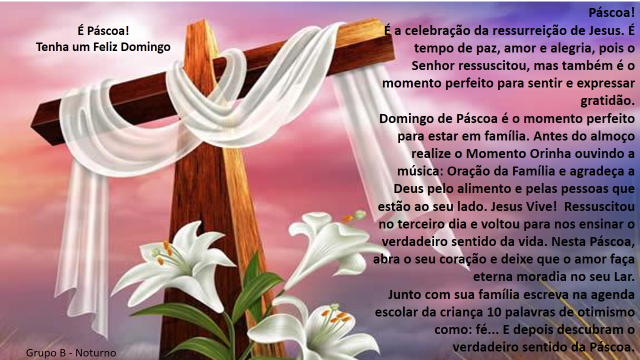 É Páscoa!
Tenha um Feliz Domingo
Páscoa!
É a celebração da ressurreição de Jesus. É
tempo de paz, amor e alegria, pois o
Senhor ressuscitou, mas também é o
momento perfeito para sentir e expressar
gratidão.
Domingo de Páscoa é o momento perfeito
para estar em família. Antes do almoço
realize o Momento Orinha ouvindo a
música: Oração da Família e agradeça a
Deus pelo alimento e pelas pessoas que
estão ao seu lado. Jesus Vive! Ressuscitou
no terceiro dia e voltou para nos ensinar o
verdadeiro sentido da vida. Nesta Páscoa,
abra o seu coração e deixe que o amor faça
eterna moradia no seu Lar.
Junto com sua família escreva na agenda
escolar da criança 10 palavras de otimismo
como: fé... E depois descubram o
verdadeiro sentido da Páscoa.
Grupo B - Noturno